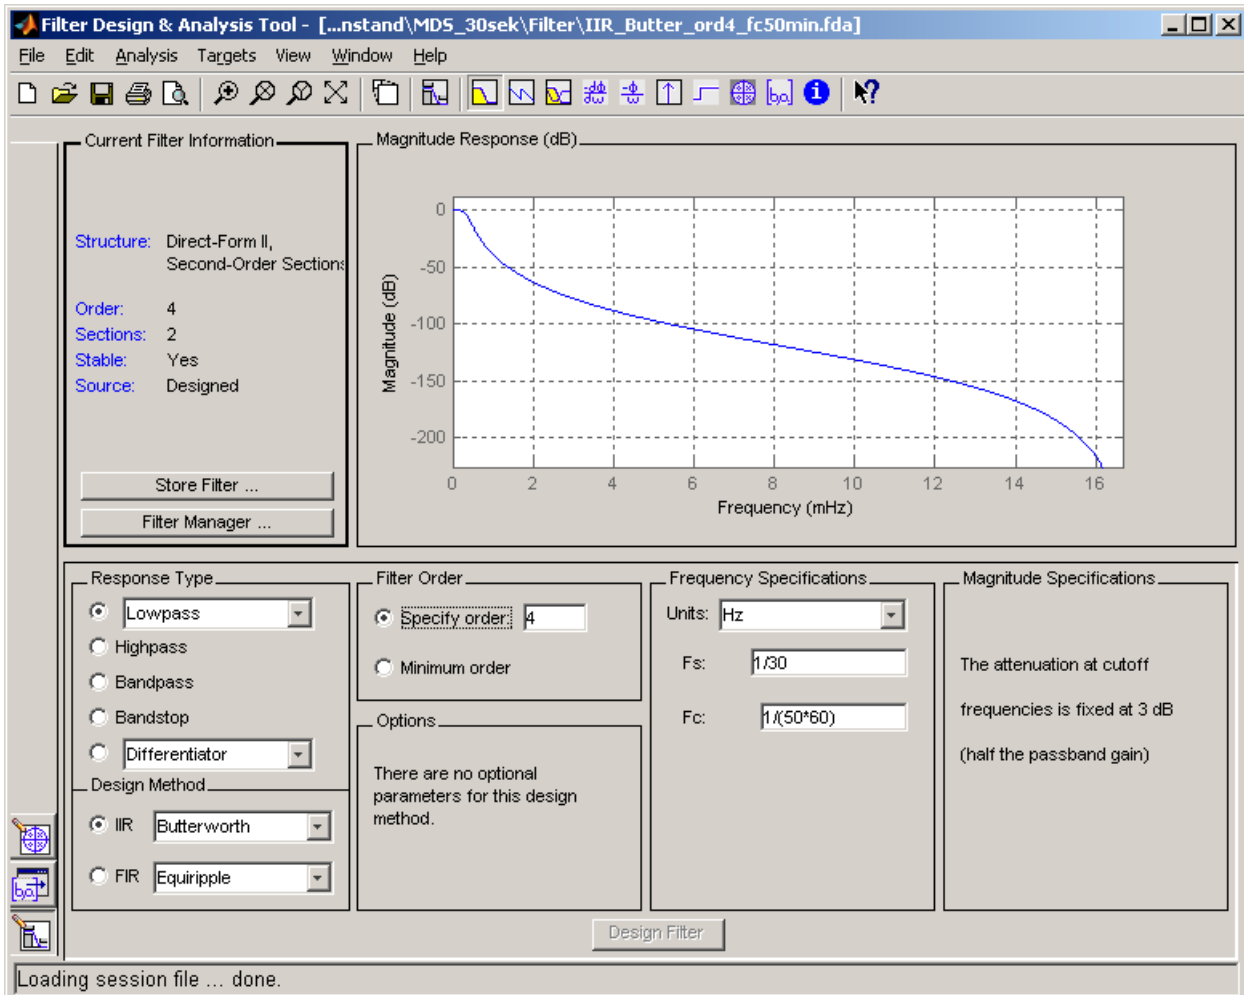 Filter Design & Analysis Tool - [...nstand\MDS_30sek\Filter\IIR_Butter_ord4_fc50min.fda]
File Edit Analysis Targets View Window Help
Current Filter Information
Structure: Direct-Form II,
Second-Order Sections
Order: 4
Sections: 2
Stable: Yes
Source: Designed
Store Filter ...
Filter Manager ...
Magnitude Response (dB)
Magnitude (dB)
0
-50
-100
-150
-200
0 2 4 6 8 10 12 14 16
Frequency (mHz)
Response Type
Lowpass
Highpass
Bandpass
Bandstop
Differentiator
Design Method
IIR Butterworth
FIR Equiripple
Filter Order
Specify order: 4
Minimum order
Options
There are no optional
parameters for this design
method.
Frequency Specifications
Units: Hz
Fs: 1/30
Fc: 1/(50*60)
Magnitude Specifications
The attenuation at cutoff
frequencies is fixed at 3 dB
(half the passband gain)
Design Filter
Loading session file ... done.